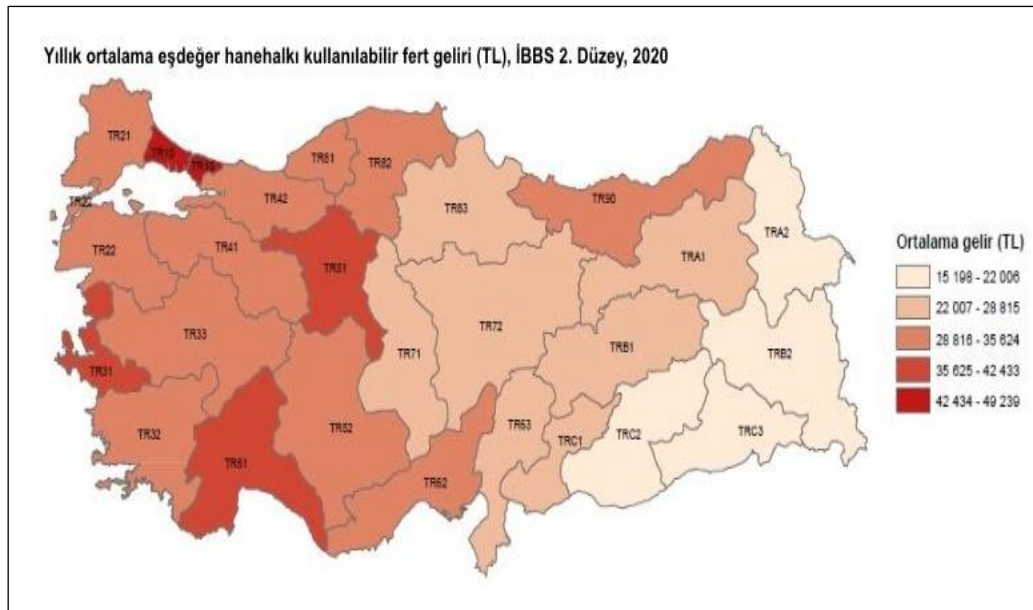 Yıllık ortalama eşdeğer hanehalkı kullanılabilir fert geliri (TL), İBBS 2. Düzey, 2020
TR21
TR10
TR10
TR81
TR82
TR42
TR83
TR90
TRA2
TR22
TR22
TR41
TR51
TRA1
TR33
TR72
TRB1
TRB2
TR31
TR71
TR32
TR52
TR63
TRC1
TRC2
TRC3
TR61
TR62
Ortalama gelir (TL)
15 198 - 22 006
22 007 - 28 815
28 816 - 35 624
35 625 - 42 433
42 434 - 49 239